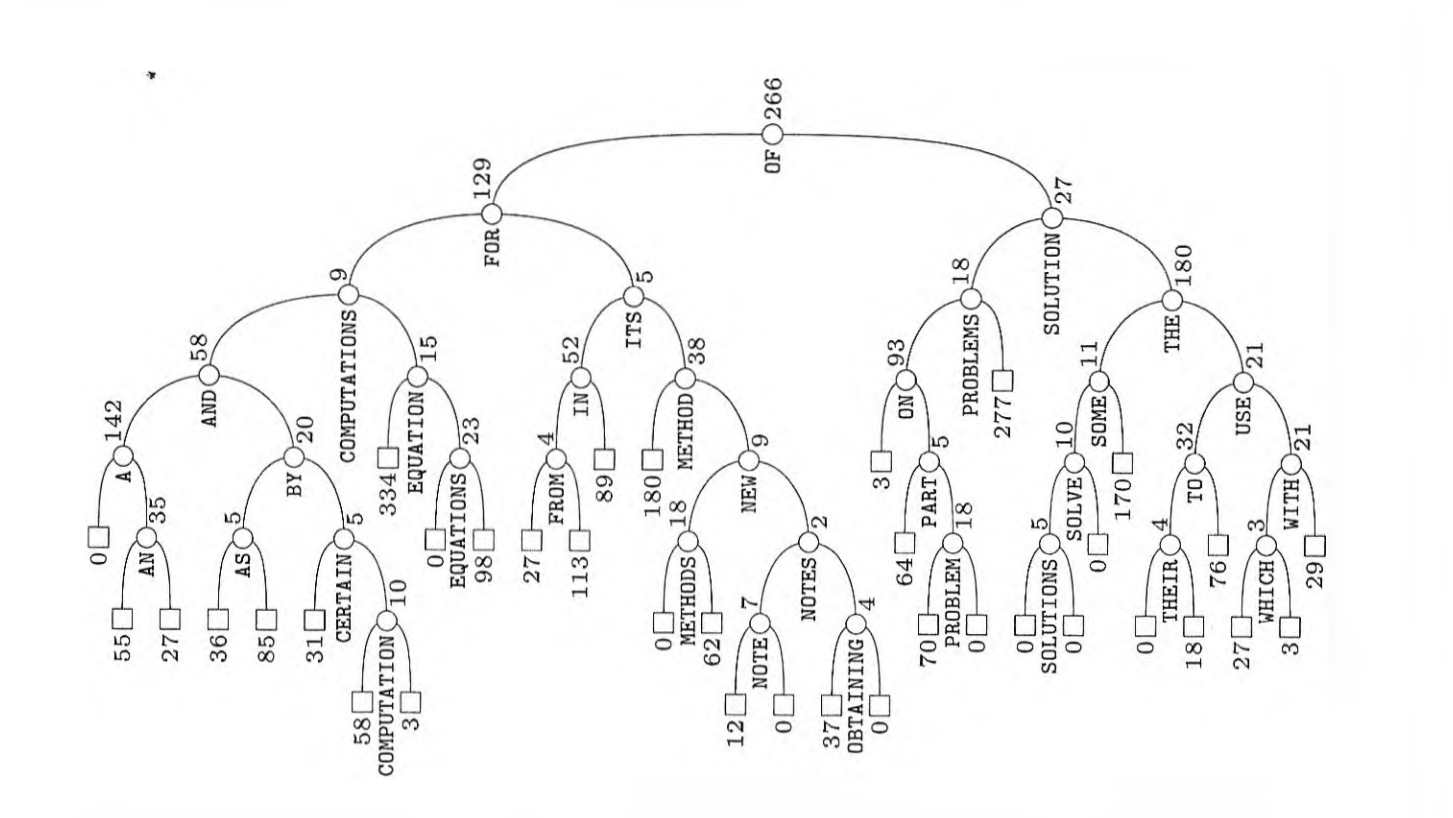 266
OF
129
FOR
27
SOLUTION
9
COMPUTATIONS
5
ITS
18
PROBLEMS
180
THE
58
AND
15
EQUATION
52
IN
38
METHOD
93
ON
277
11
SOME
21
USE
142
A
20
BY
334
23
EQUATIONS
4
FROM
89
180
9
NEW
3
5
PART
10
SOLVE
170
32
TO
21
WITH
0
35
AN
5
AS
5
CERTAIN
0
98
27
113
18
METHODS
2
NOTES
64
18
PROBLEM
5
SOLUTIONS
0
4
THEIR
76
3
WHICH
29
55
27
36
85
31
10
COMPUTATION
0
62
7
NOTE
4
OBTAINING
70
0
0
0
0
18
27
3
58
3
12
0
37
0